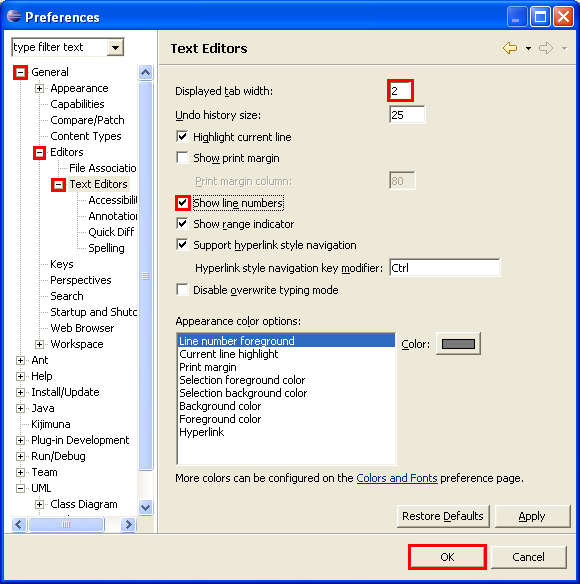 Preferences
type filter text
General
Appearance
Capabilities
Compare/Patch
Content Types
Editors
File Associatio
Text Editors
Accessibili
Annotation
Quick Diff
Spelling
Keys
Perspectives
Search
Startup and Shutd
Web Browser
Workspace
Ant
Help
Install/Update
Java
Kijimuna
Plug-in Development
Run/Debug
Team
UML
Class Diagram
Text Editors
Displayed tab width: 2
Undo history size: 25
Highlight current line
Show print margin
Print margin column: 80
Show line numbers
Show range indicator
Support hyperlink style navigation
Hyperlink style navigation key modifier: Ctrl
Disable overwrite typing mode
Appearance color options:
Line number foreground
Current line highlight
Print margin
Selection foreground color
Selection background color
Background color
Foreground color
Hyperlink
Color:
More colors can be configured on the Colors and Fonts preference page.
Restore Defaults
Apply
OK
Cancel